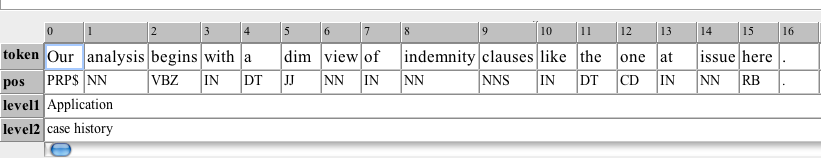 0 1 2 3 4 5 6 7 8 9 10 11 12 13 14 15 16
token Our analysis begins with a dim view of indemnity clauses like the one at issue here .
pos PRP$ NN VBZ IN DT JJ NN IN NN NNS IN DT CD IN NN RB .
level1 Application
level2 case history